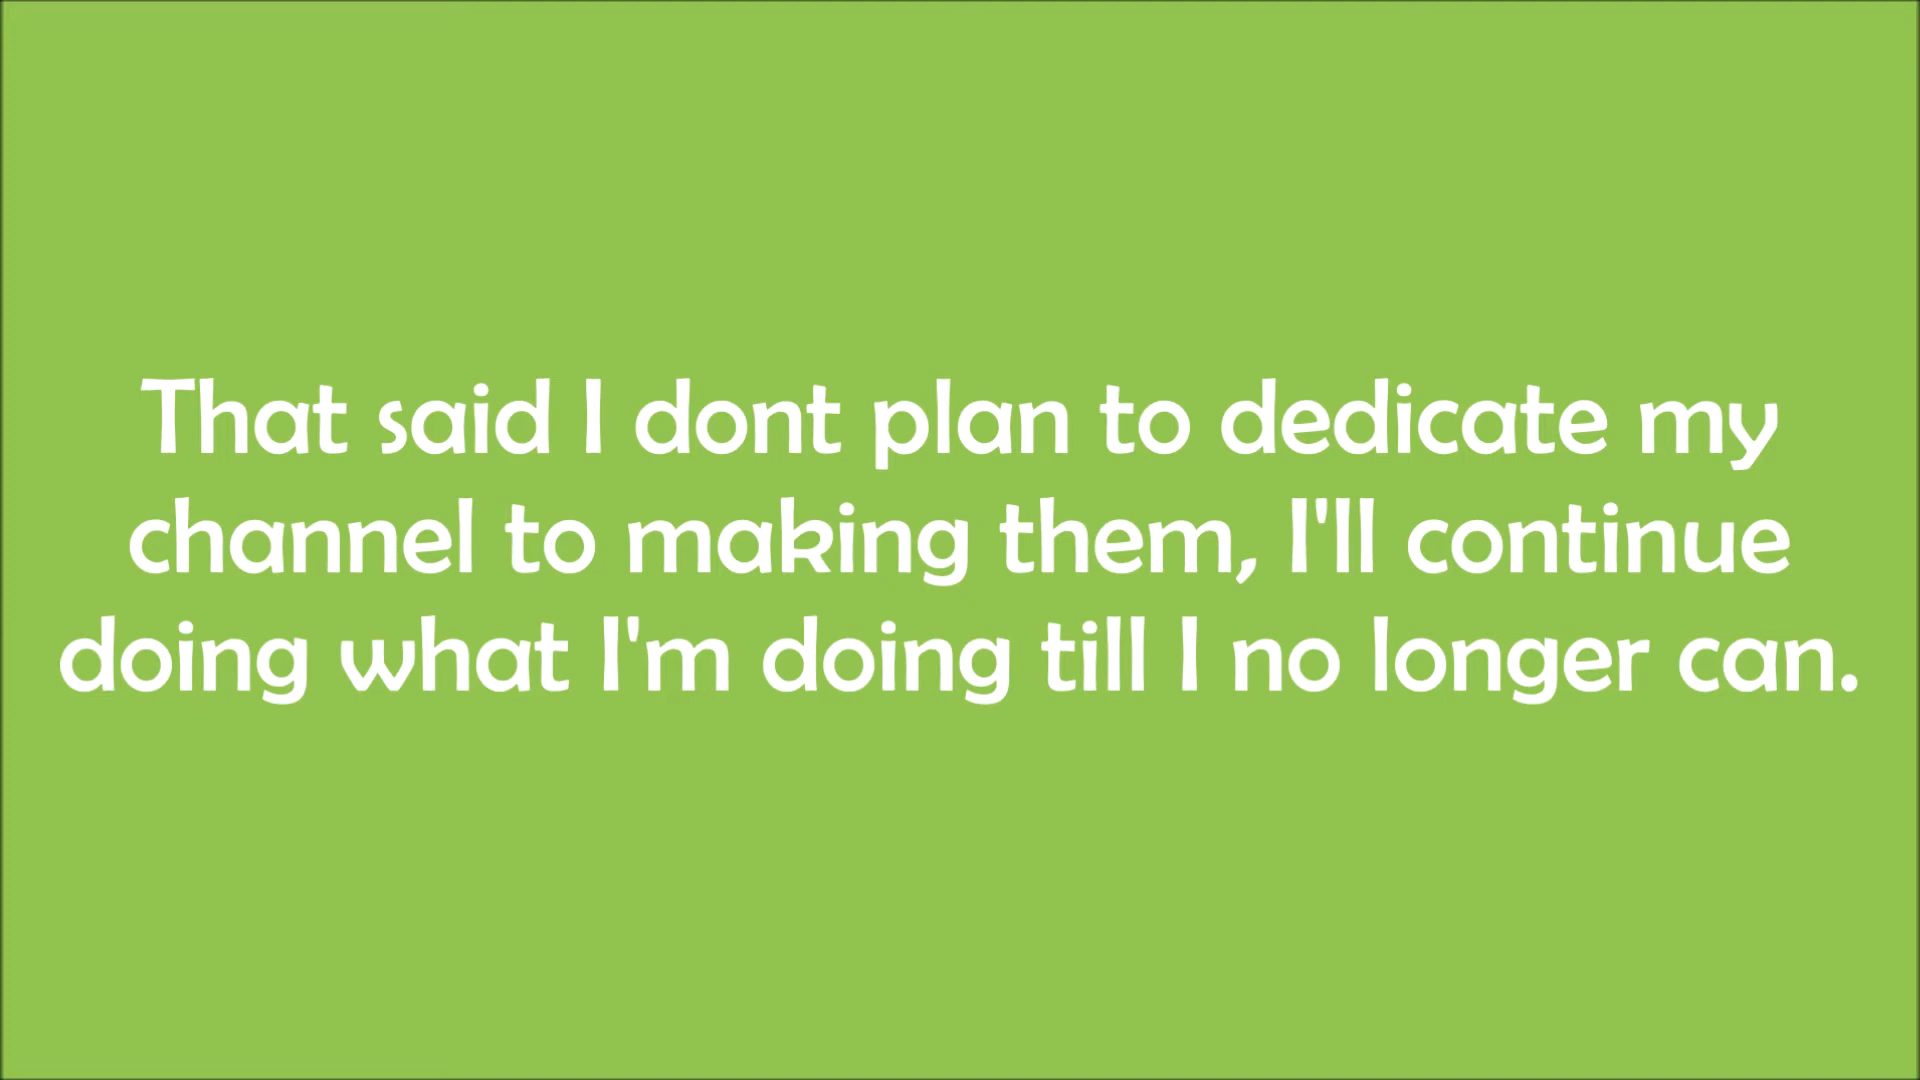 That said I dont plan to dedicate my
channel to making them, I'll continue
doing what I'm doing till I no longer can.